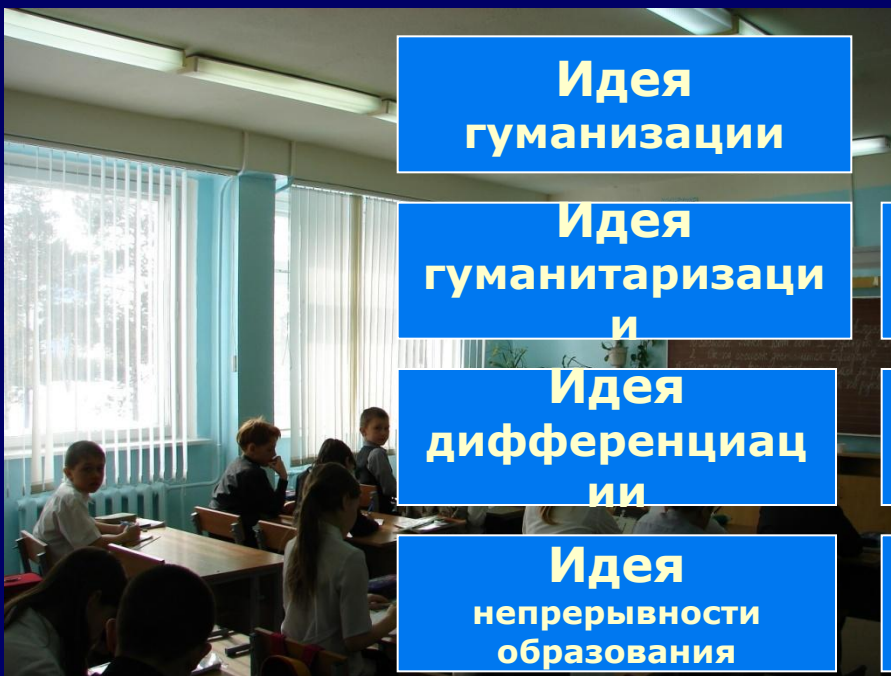 Идея
гуманизации
Идея
гуманитаризаци
и
Идея
дифференциац
ии
Идея
непрерывности
образования